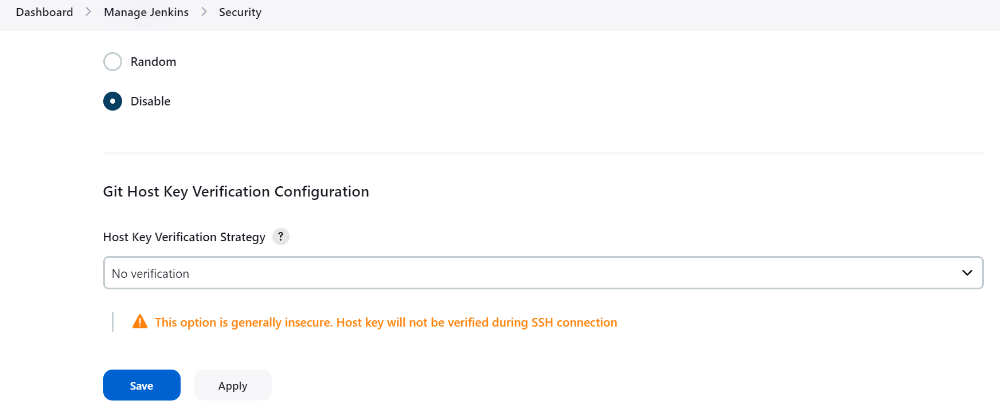 Dashboard > Manage Jenkins > Security
Random
Disable
Git Host Key Verification Configuration
Host Key Verification Strategy ?
No verification
This option is generally insecure. Host key will not be verified during SSH connection
Save Apply